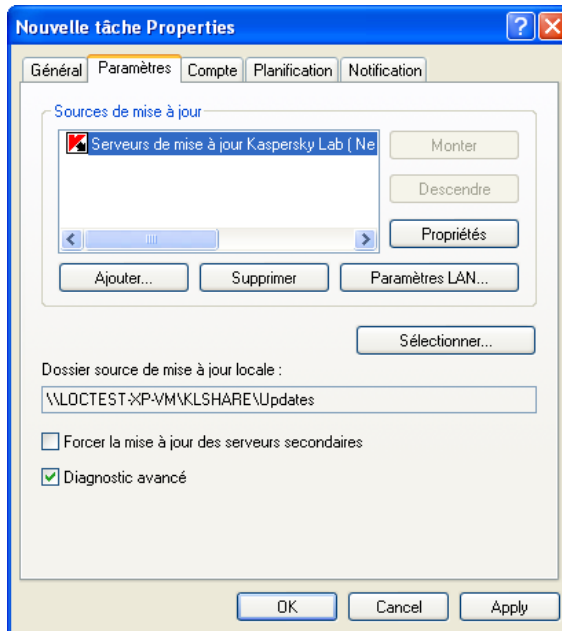 Nouvelle tâche Properties
Général Paramètres Compte Planification Notification
Sources de mise à jour
Serveurs de mise à jour Kaspersky Lab ( Ne
Monter
Descendre
Propriétés
Ajouter... Supprimer Paramètres LAN...
Sélectionner...
Dossier source de mise à jour locale :
\\LOCTEST-XP-VM\KLSHARE\Updates
Forcer la mise à jour des serveurs secondaires
Diagnostic avancé
OK Cancel Apply